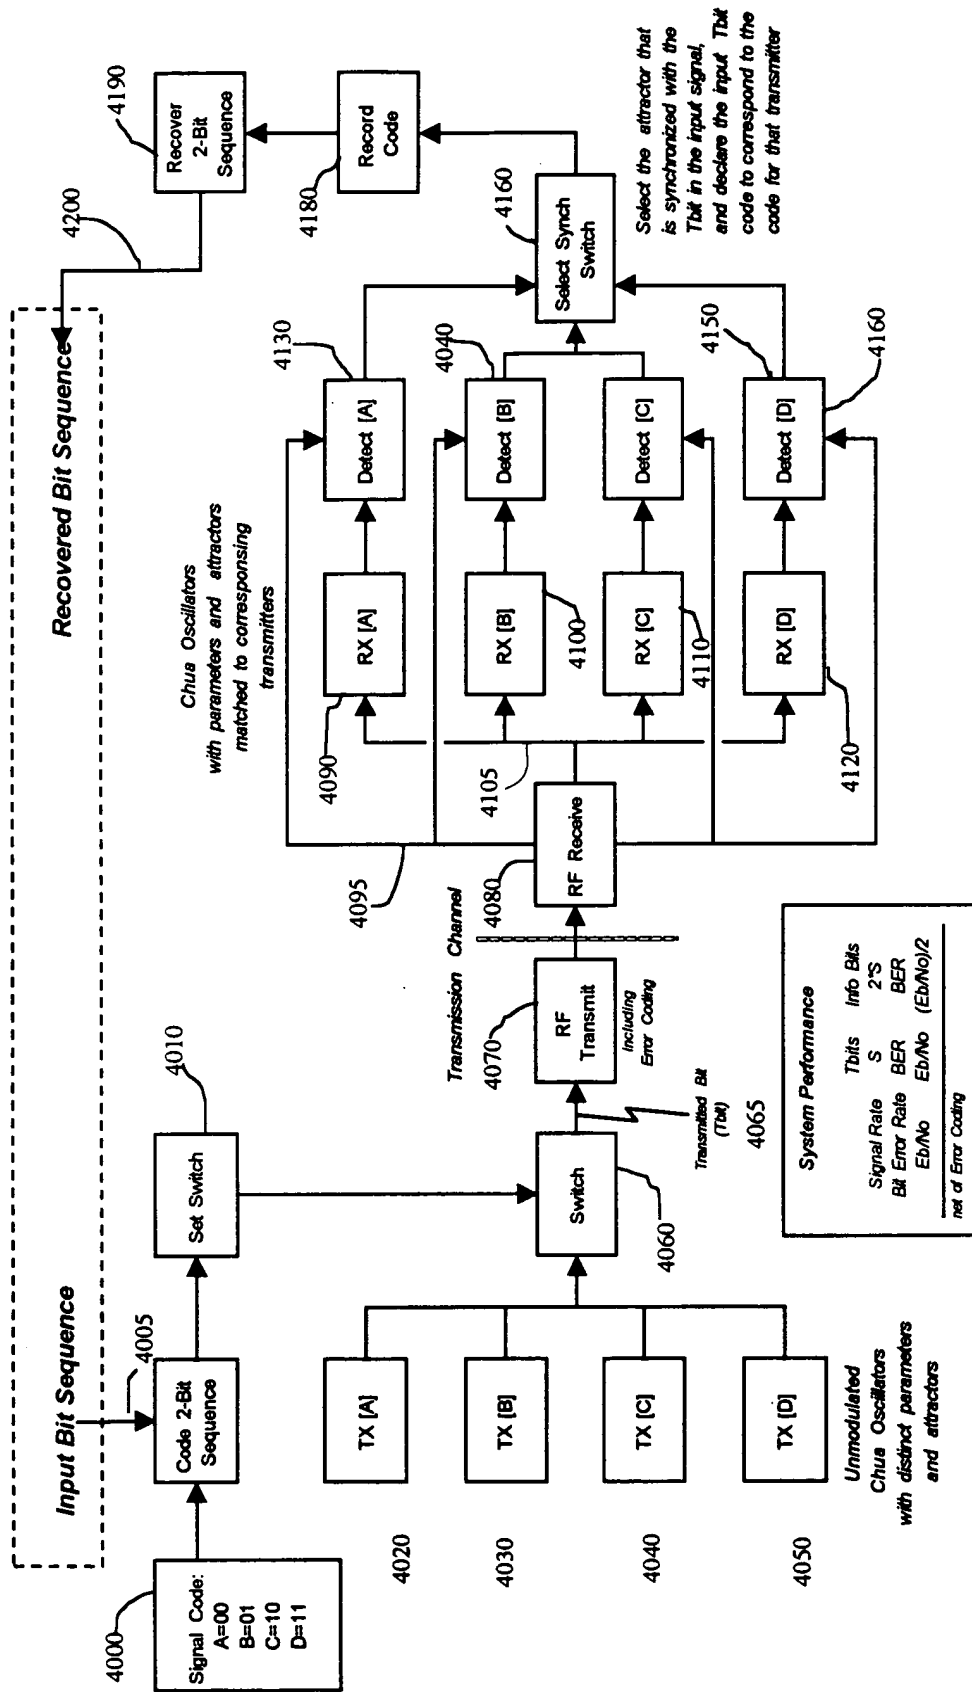 Input Bit Sequence
Recovered Bit Sequence
4000
Signal Code:
A=00
B=01
C=10
D=11
4005
Code 2-Bit
Sequence
Set Switch
4010
4020
TX [A]
4030
TX [B]
4040
TX [C]
4050
TX [D]
Unmodulated
Chua Oscillators
with distinct parameters
and attractors
Switch
4060
Transmitted Bit
(Tbit)
4065
4070
RF
Transmit
Including
Error Coding
Transmission Channel
4080
RF Receive
4095
4105
Chua Oscillators
with parameters and attractors
matched to corresponsing
transmitters
4090
RX [A]
RX [B]
4100
RX [C]
4110
RX [D]
4120
Detect [A]
4130
Detect [B]
4040
Detect [C]
Detect [D]
4150
4160
Select Synch
Switch
4160
Select the attractor that
is synchronized with the
Tbit in the input signal,
and declare the input Tbit
code to correspond to the
code for that transmitter
Record
Code
4180
Recover
2-Bit
Sequence
4190
4200
System Performance
Tbits Info Bits
Signal Rate S 2*S
Bit Error Rate BER BER
Eb/No Eb/No (Eb/No)/2
net of Error Coding